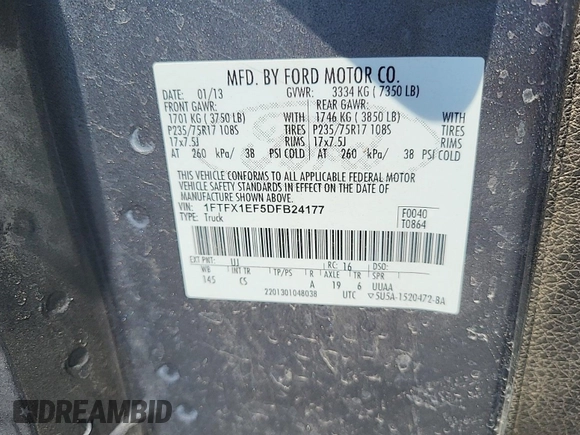 MFD. BY FORD MOTOR CO.
DATE: 01/13 GVWR: 3334 KG ( 7350 LB)
FRONT GAWR: REAR GAWR:
1701 KG ( 3750 LB) 1746 KG ( 3850 LB)
P235/75R17 108S TIRES P235/75R17 108S TIRES
17x7.5J RIMS 17x7.5J RIMS
AT 260 kPa/ 38 PSI COLD AT 260 kPa/ 38 PSI COLD
THIS VEHICLE CONFORMS TO ALL APPLICABLE FEDERAL MOTOR
VEHICLE SAFETY STANDARDS IN EFFECT ON THE DATE OF
MANUFACTURE SHOWN ABOVE.
VIN: 1FTFX1EF5DFB24177
TYPE: Truck
F0040
T0864
EXT PNT: UJ RC: 16 DSO:
WB INT TR TP/PS R AXLE TR SPR
145 CS A 19 6 UUAA
2201301048038 UTC 5U5A-1520472-BA
DREAMBID